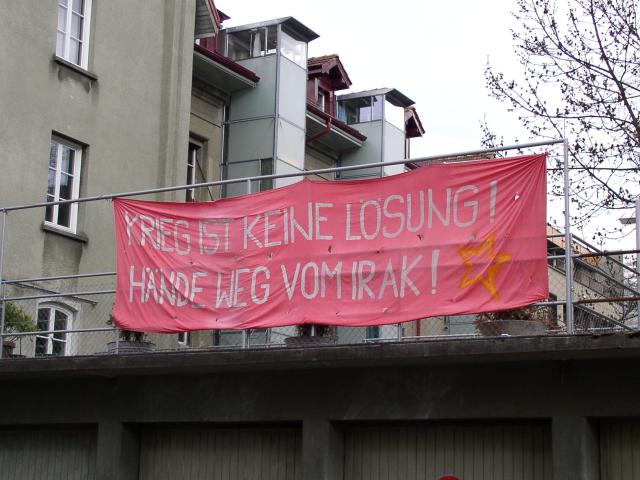 KRIEG IST KEINE LÖSUNG!
HÄNDE WEG VOM IRAK!